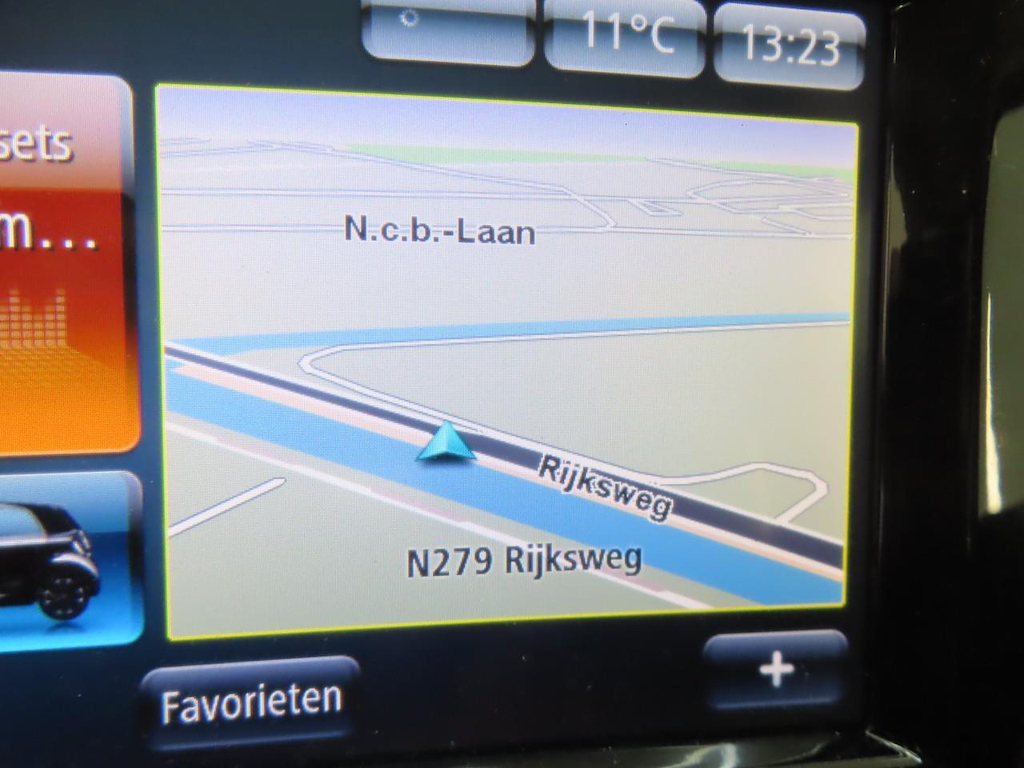 11°C
13:23
sets
m...
N.c.b.-Laan
Rijksweg
N279 Rijksweg
Favorieten
+